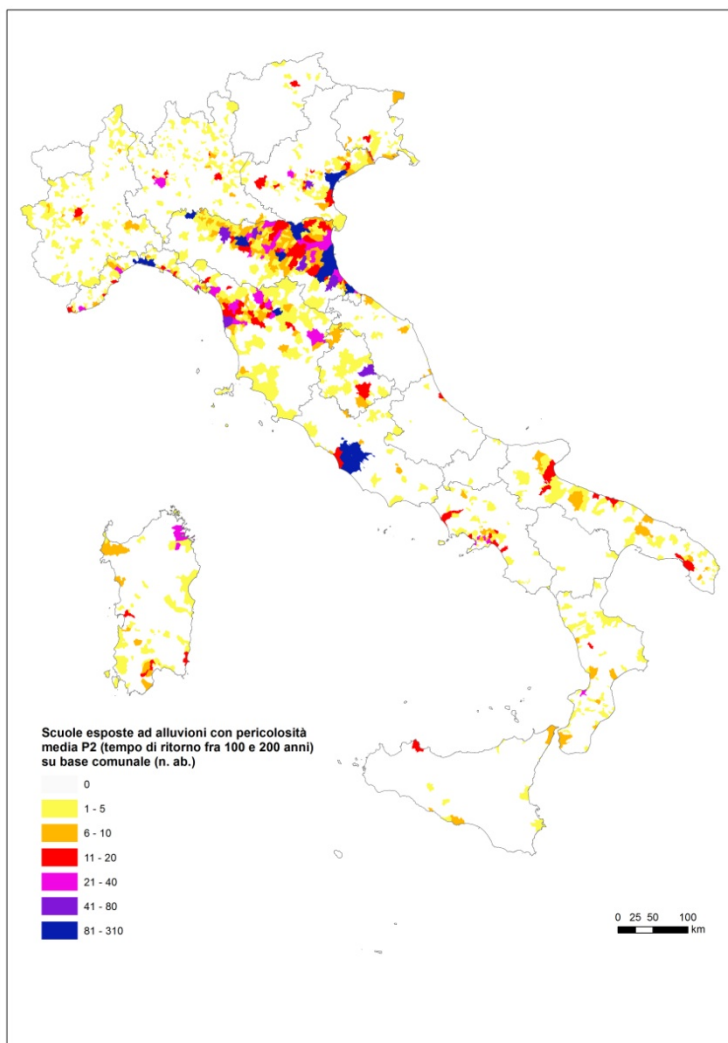 Scuole esposte ad alluvioni con pericolosità
media P2 (tempo di ritorno fra 100 e 200 anni)
su base comunale (n. ab.)
0
1 - 5
6 - 10
11 - 20
21 - 40
41 - 80
81 - 310
0 25 50 100
km